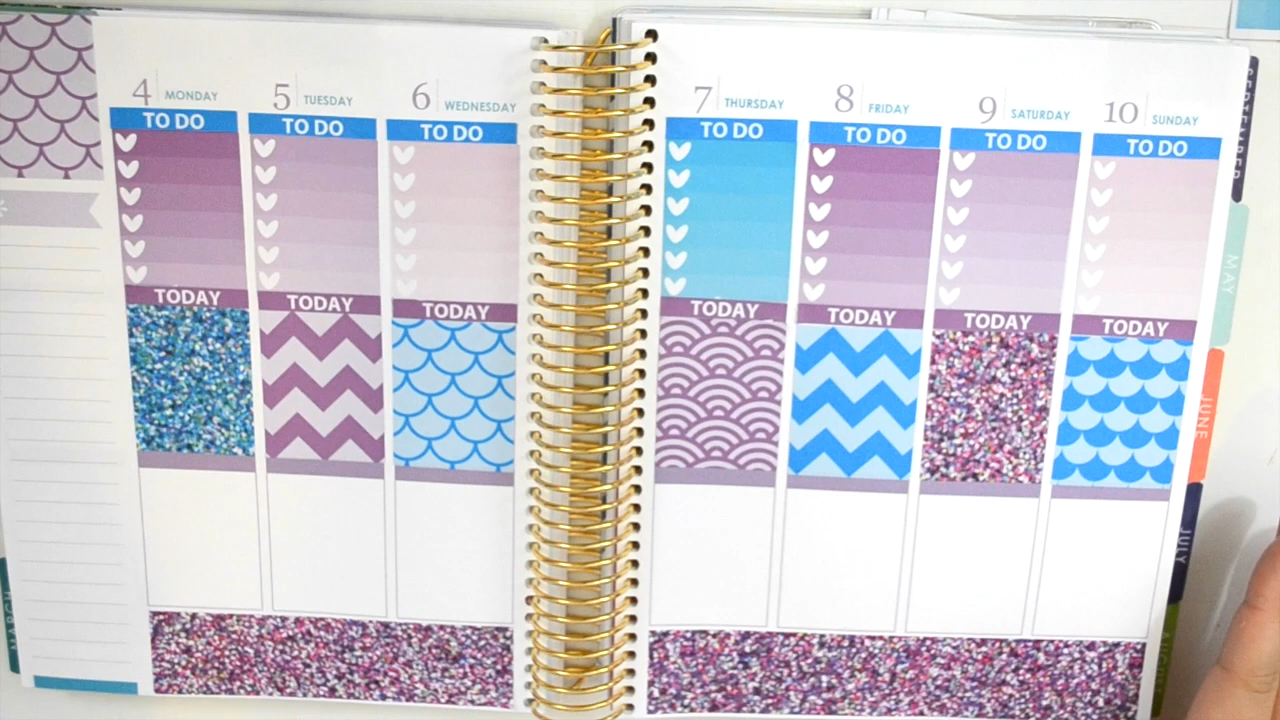 4 MONDAY
5 TUESDAY
6 WEDNESDAY
7 THURSDAY
8 FRIDAY
9 SATURDAY
10 SUNDAY
TO DO
TO DO
TO DO
TO DO
TO DO
TO DO
TO DO
TODAY
TODAY
TODAY
TODAY
TODAY
TODAY
TODAY
MARCH
SEPTEMBER
MAY
JUNE
JULY
AUGUST